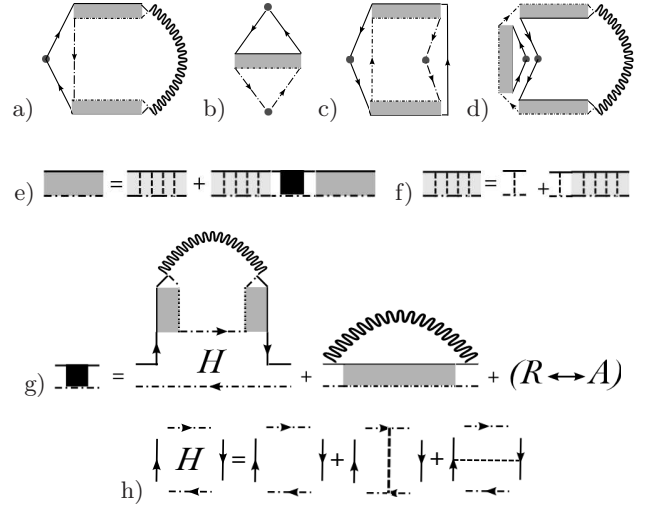 a) b) c) d)
e) = + f) = +
g) = H + + (R ↔ A)
h) H = + +